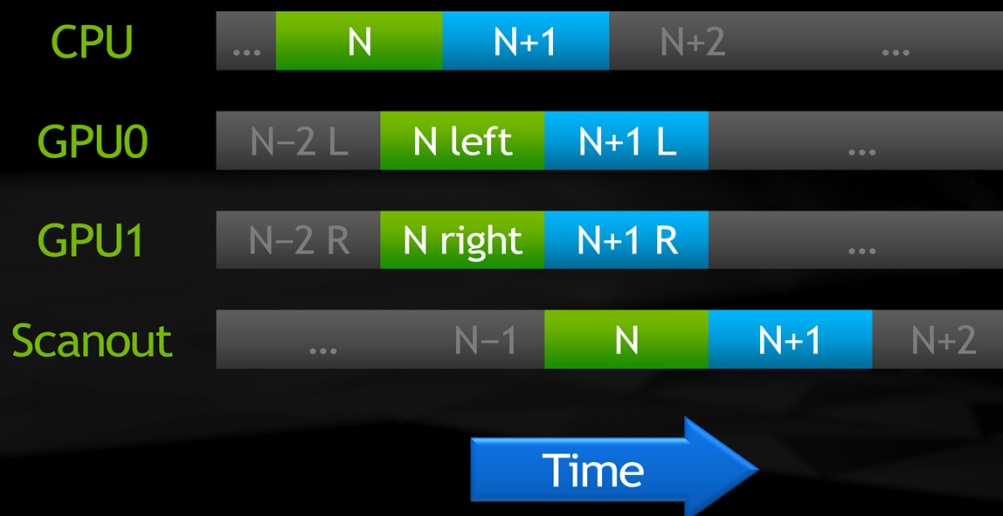 CPU ... N N+1 N+2 ...
GPU0 N−2 L N left N+1 L ...
GPU1 N−2 R N right N+1 R ...
Scanout ... N−1 N N+1 N+2
Time